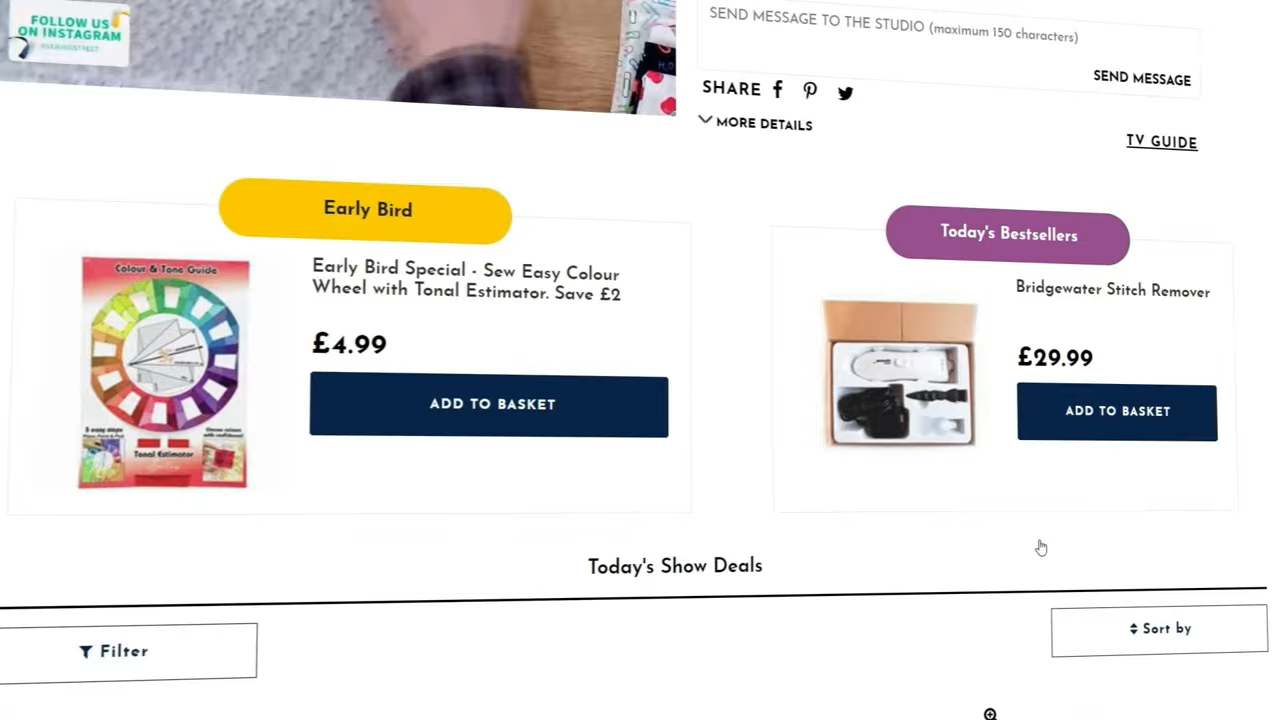 FOLLOW US
ON INSTAGRAM
SEND MESSAGE TO THE STUDIO (maximum 150 characters)
SEND MESSAGE
SHARE
MORE DETAILS
TV GUIDE
Early Bird
Today's Bestsellers
Colour & Tone Guide
Tonal Estimator
Early Bird Special - Sew Easy Colour
Wheel with Tonal Estimator. Save £2
£4.99
ADD TO BASKET
Bridgewater Stitch Remover
£29.99
ADD TO BASKET
Today's Show Deals
Filter
Sort by